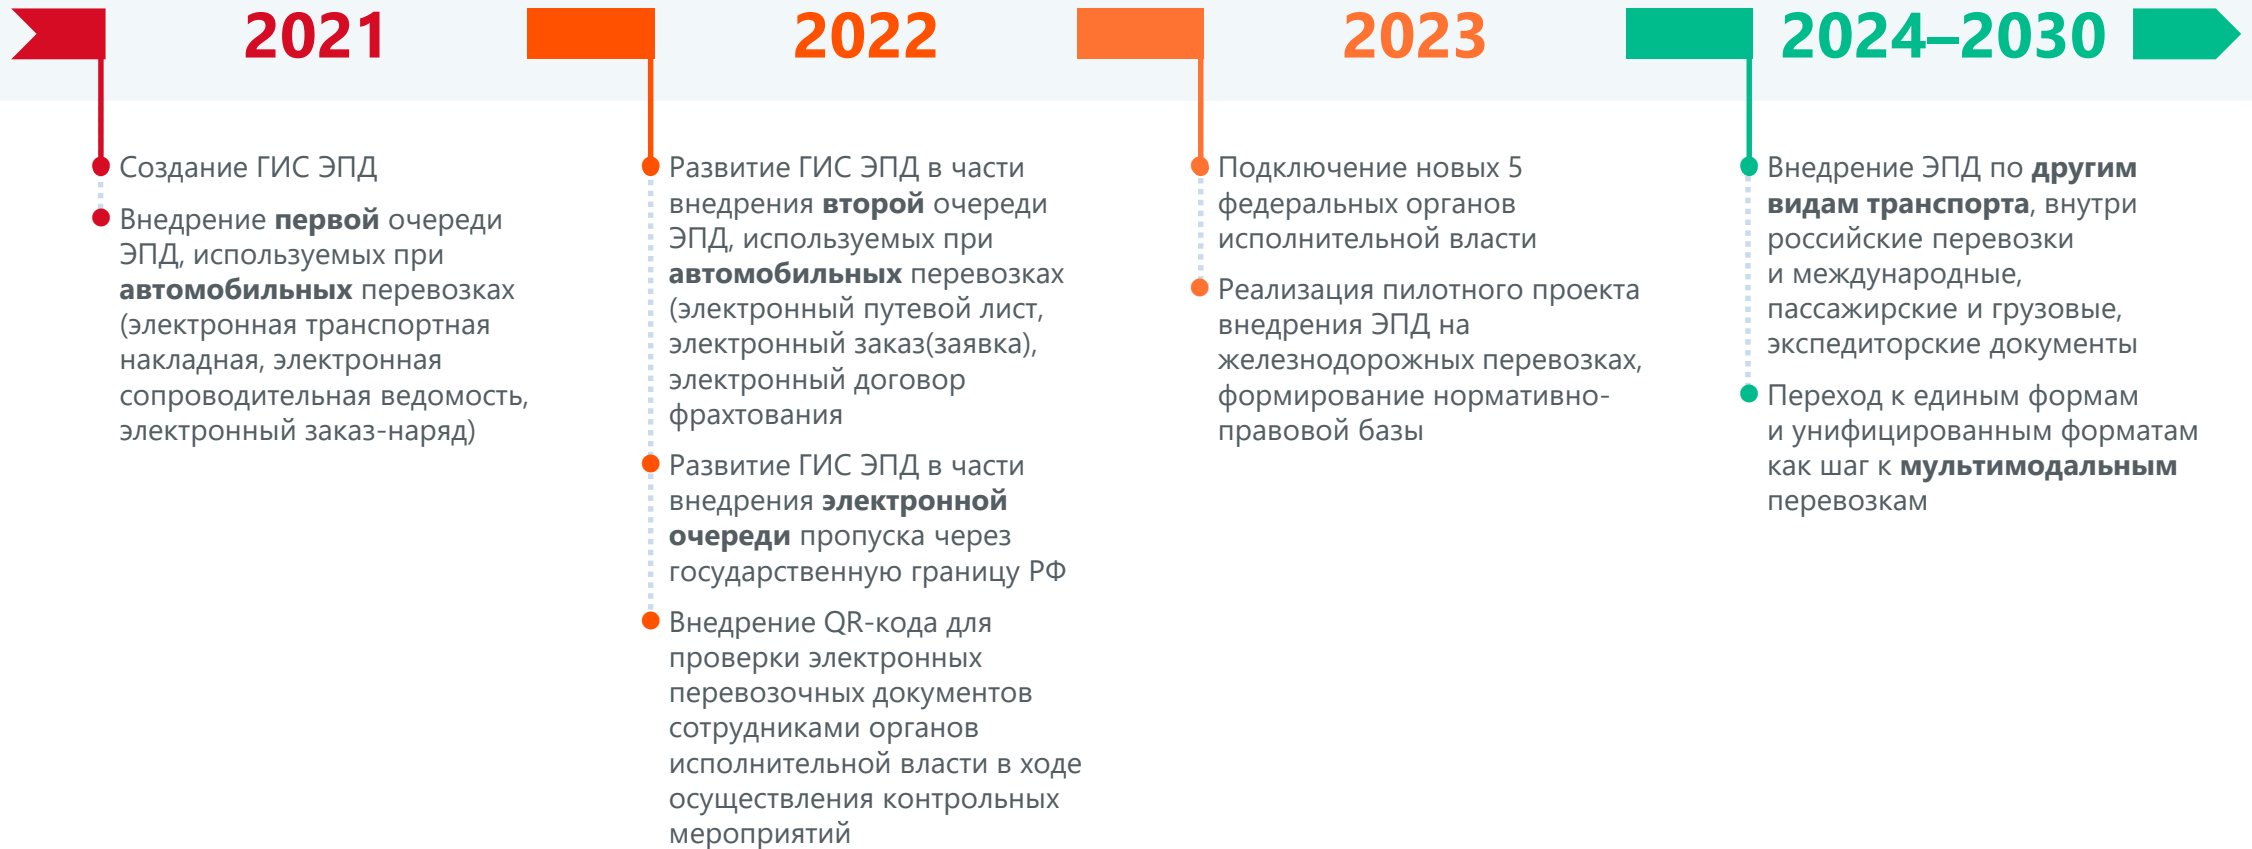 2021
Создание ГИС ЭПД
Внедрение первой очереди
ЭПД, используемых при
автомобильных перевозках
(электронная транспортная
накладная, электронная
сопроводительная ведомость,
электронный заказ-наряд)
2022
Развитие ГИС ЭПД в части
внедрения второй очереди
ЭПД, используемых при
автомобильных перевозках
(электронный путевой лист,
электронный заказ(заявка),
электронный договор
фрахтования
Развитие ГИС ЭПД в части
внедрения электронной
очереди пропуска через
государственную границу РФ
Внедрение QR-кода для
проверки электронных
перевозочных документов
сотрудниками органов
исполнительной власти в ходе
осуществления контрольных
мероприятий
2023
Подключение новых 5
федеральных органов
исполнительной власти
Реализация пилотного проекта
внедрения ЭПД на
железнодорожных перевозках,
формирование нормативно-
правовой базы
2024–2030
Внедрение ЭПД по другим
видам транспорта, внутри
российские перевозки
и международные,
пассажирские и грузовые,
экспедиторские документы
Переход к единым формам
и унифицированным форматам
как шаг к мультимодальным
перевозкам